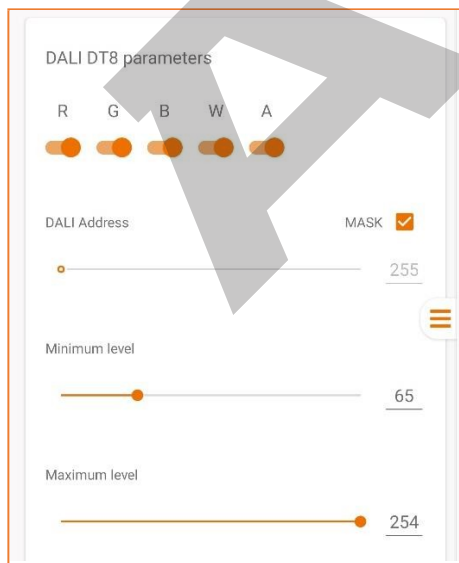 DALI DT8 parameters
R G B W A
DALI Address MASK
255
Minimum level
65
Maximum level
254